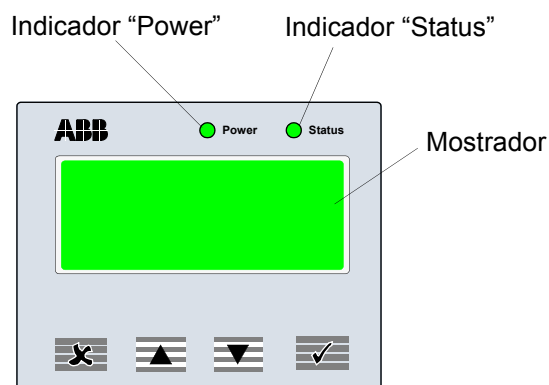 Indicador “Power”
Indicador “Status”
ABB
Power
Status
Mostrador